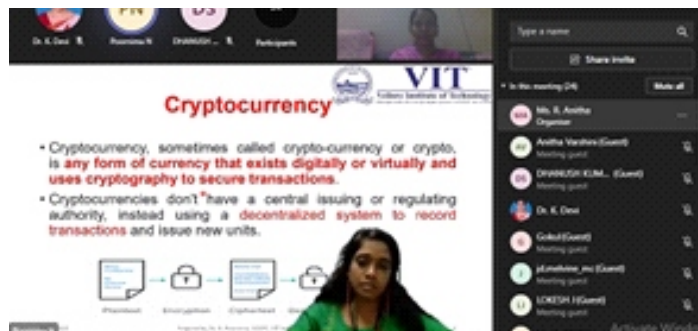 Dr. K. Devi
Poornima N
DHANUSH ...
Participants
VIT
Vellore Institute of Technology
Cryptocurrency
• Cryptocurrency, sometimes called crypto-currency or crypto,
is any form of currency that exists digitally or virtually and
uses cryptography to secure transactions.
• Cryptocurrencies don't have a central issuing or regulating
authority, instead using a decentralized system to record
transactions and issue new units.
Plaintext
Encryption
Ciphertext
Type a name
Share invite
In this meeting (24)
Mute all
Ms. R. Anitha
Organiser
AV
Anitha Varshini (Guest)
Meeting guest
DS
DHANUSH KUM... (Guest)
Meeting guest
Dr. K. Devi
G
Gokul (Guest)
Meeting guest
J
Meeting guest
LJ
LOKESH J (Guest)
Meeting guest